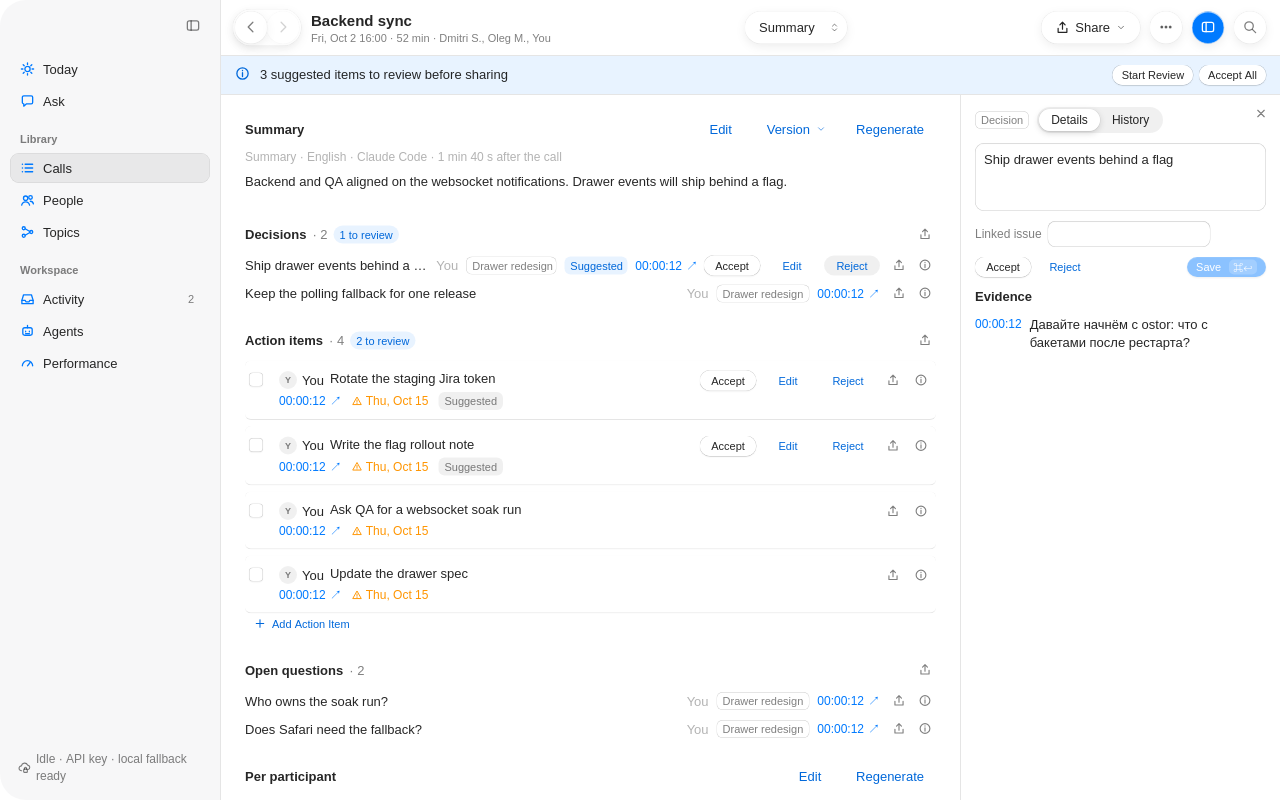 Today
Ask
Library
Calls
People
Topics
Workspace
Activity 2
Agents
Performance
Idle · API key · local fallback
ready
Backend sync
Fri, Oct 2 16:00 · 52 min · Dmitri S., Oleg M., You
Summary
Share
3 suggested items to review before sharing
Start Review Accept All
Summary Edit Version Regenerate
Summary · English · Claude Code · 1 min 40 s after the call
Backend and QA aligned on the websocket notifications. Drawer events will ship behind a flag.
Decisions · 2 1 to review
Ship drawer events behind a … You Drawer redesign Suggested 00:00:12 Accept Edit Reject
Keep the polling fallback for one release You Drawer redesign 00:00:12
Action items · 4 2 to review
Y You Rotate the staging Jira token Accept Edit Reject
00:00:12 Thu, Oct 15 Suggested
Y You Write the flag rollout note Accept Edit Reject
00:00:12 Thu, Oct 15 Suggested
Y You Ask QA for a websocket soak run
00:00:12 Thu, Oct 15
Y You Update the drawer spec
00:00:12 Thu, Oct 15
Add Action Item
Open questions · 2
Who owns the soak run? You Drawer redesign 00:00:12
Does Safari need the fallback? You Drawer redesign 00:00:12
Per participant Edit Regenerate
Decision Details History
Ship drawer events behind a flag
Linked issue
Accept Reject Save ⌘↩
Evidence
00:00:12 Давайте начнём с ostor: что с
бакетами после рестарта?